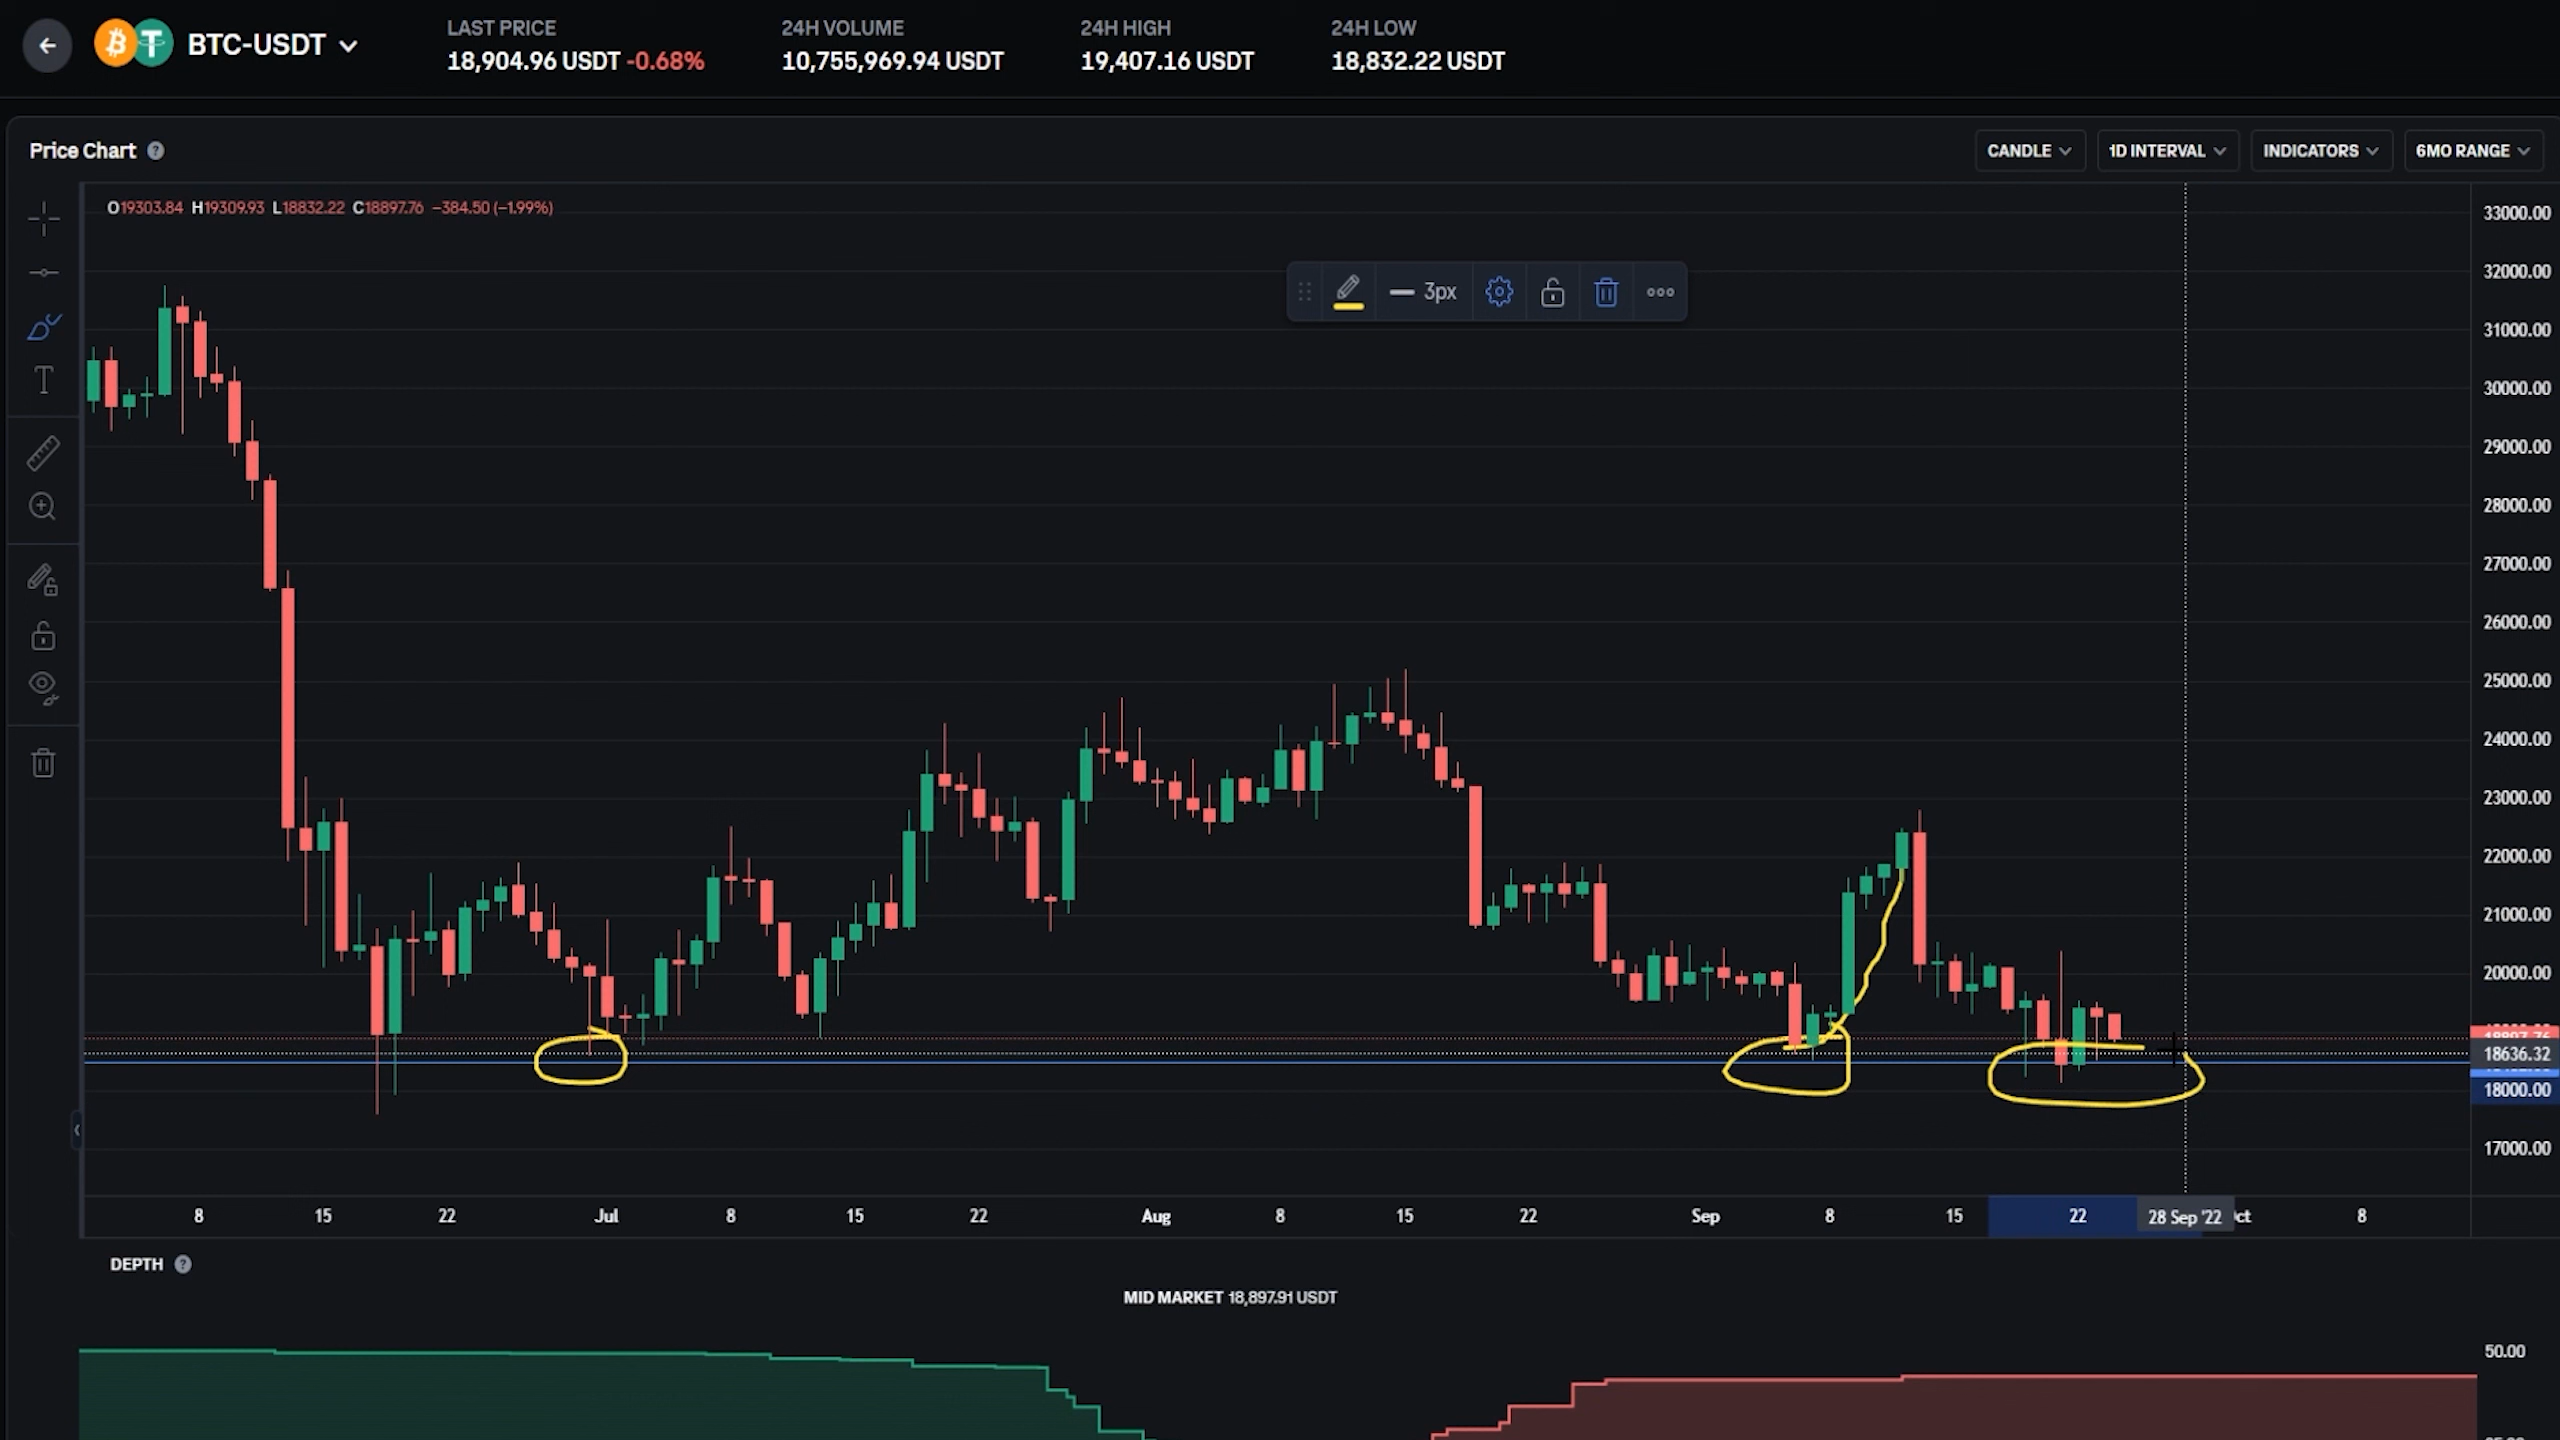 BTC-USDT
LAST PRICE
18,904.96 USDT -0.68%
24H VOLUME
10,755,969.94 USDT
24H HIGH
19,407.16 USDT
24H LOW
18,832.22 USDT
Price Chart
CANDLE
1D INTERVAL
INDICATORS
6MO RANGE
O19303.84 H19309.93 L18832.22 C18897.76 −384.50 (−1.99%)
3px
33000.00
32000.00
31000.00
30000.00
29000.00
28000.00
27000.00
26000.00
25000.00
24000.00
23000.00
22000.00
21000.00
20000.00
18636.32
18000.00
17000.00
8 15 22 Jul 8 15 22 Aug 8 15 22 Sep 8 15 22 28 Sep '22 8
DEPTH
MID MARKET 18,897.91 USDT
50.00